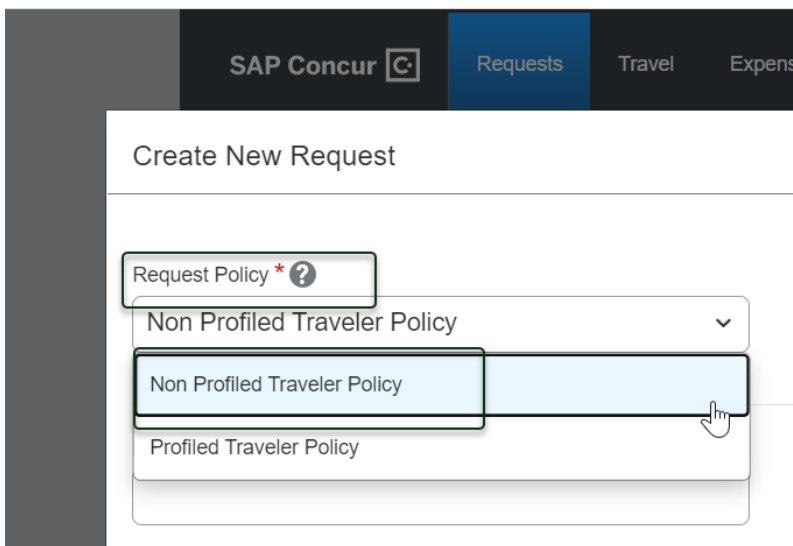 SAP Concur Requests Travel
Create New Request
Request Policy * ?
Non Profiled Traveler Policy
Non Profiled Traveler Policy
Profiled Traveler Policy